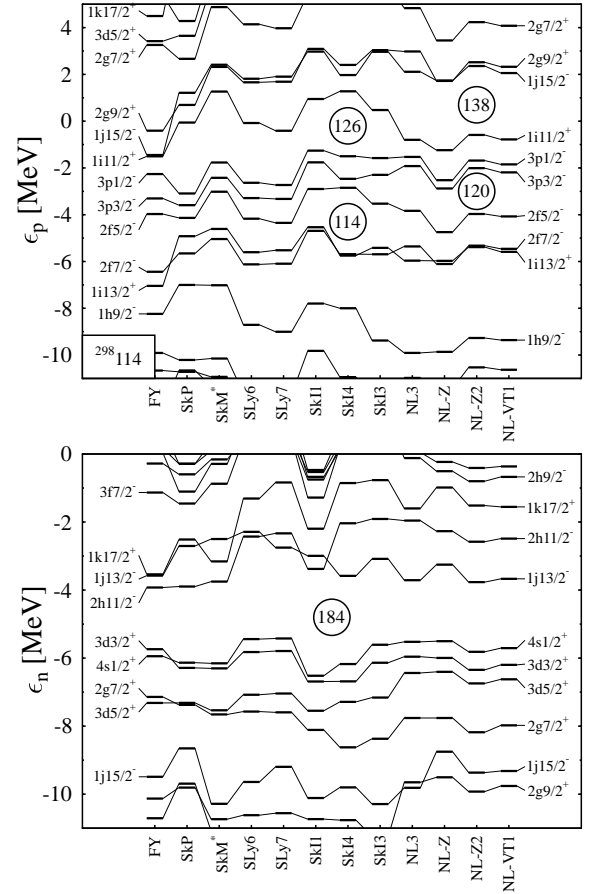 4
2
0
-2
-4
-6
-8
-10
ϵp [MeV]
1k17/2+
3d5/2+
2g7/2+
2g9/2+
1j15/2-
1i11/2+
3p1/2-
3p3/2-
2f5/2-
2f7/2-
1i13/2+
1h9/2-
298 114
126
114
138
120
2g7/2+
2g9/2+
1j15/2-
1i11/2+
3p1/2-
3p3/2-
2f5/2-
2f7/2-
1i13/2+
1h9/2-
FY SkP SkM* SLy6 SLy7 SkI1 SkI4 SkI3 NL3 NL-Z NL-Z2 NL-VT1
0
-2
-4
-6
-8
-10
ϵn [MeV]
3f7/2-
1k17/2+
1j13/2-
2h11/2-
3d3/2+
4s1/2+
2g7/2+
3d5/2+
1j15/2-
184
2h9/2-
1k17/2+
2h11/2-
1j13/2-
4s1/2+
3d3/2+
3d5/2+
2g7/2+
1j15/2-
2g9/2+
FY SkP SkM* SLy6 SLy7 SkI1 SkI4 SkI3 NL3 NL-Z NL-Z2 NL-VT1